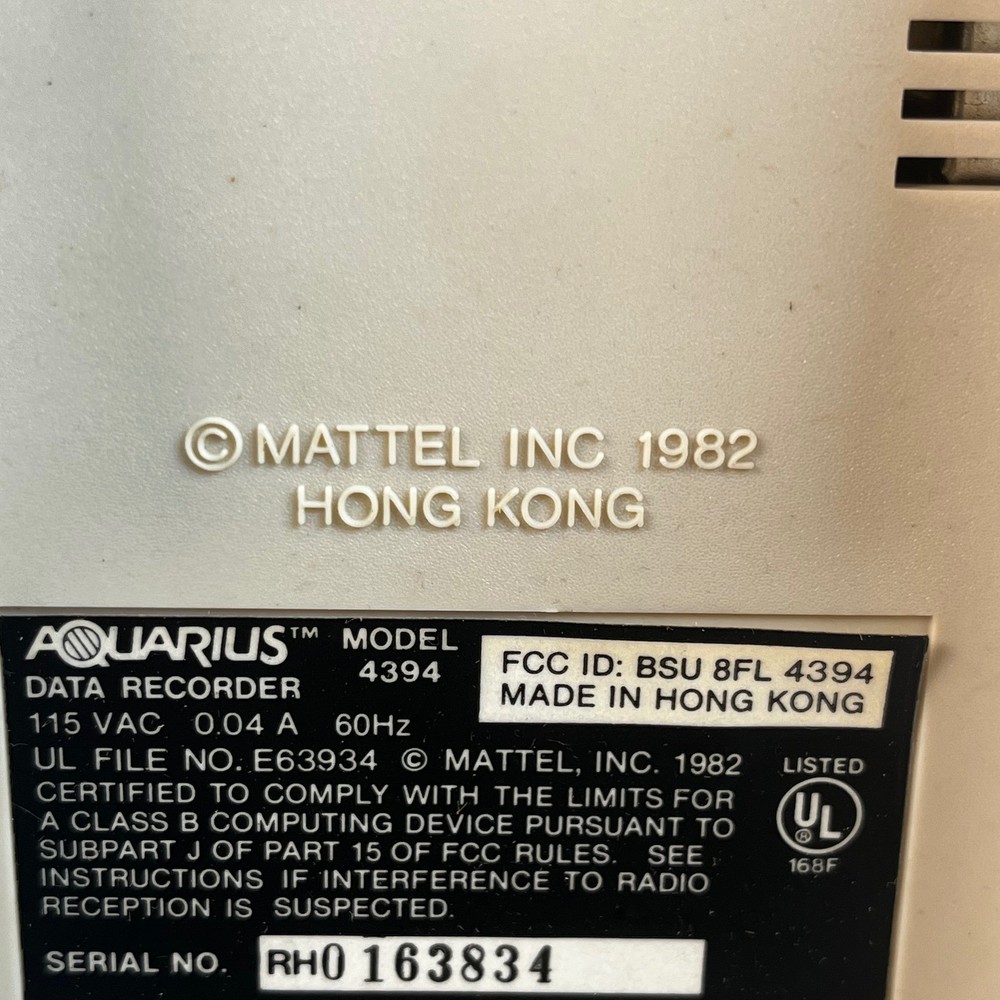 © MATTEL INC 1982
HONG KONG
AQUARIUS™ MODEL
4394
DATA RECORDER
FCC ID: BSU 8FL 4394
MADE IN HONG KONG
115 VAC 0.04 A 60Hz
UL FILE NO. E63934 © MATTEL, INC. 1982
CERTIFIED TO COMPLY WITH THE LIMITS FOR
A CLASS B COMPUTING DEVICE PURSUANT TO
SUBPART J OF PART 15 OF FCC RULES. SEE
INSTRUCTIONS IF INTERFERENCE TO RADIO
RECEPTION IS SUSPECTED.
LISTED
UL®
168F
SERIAL NO. RH0 163834